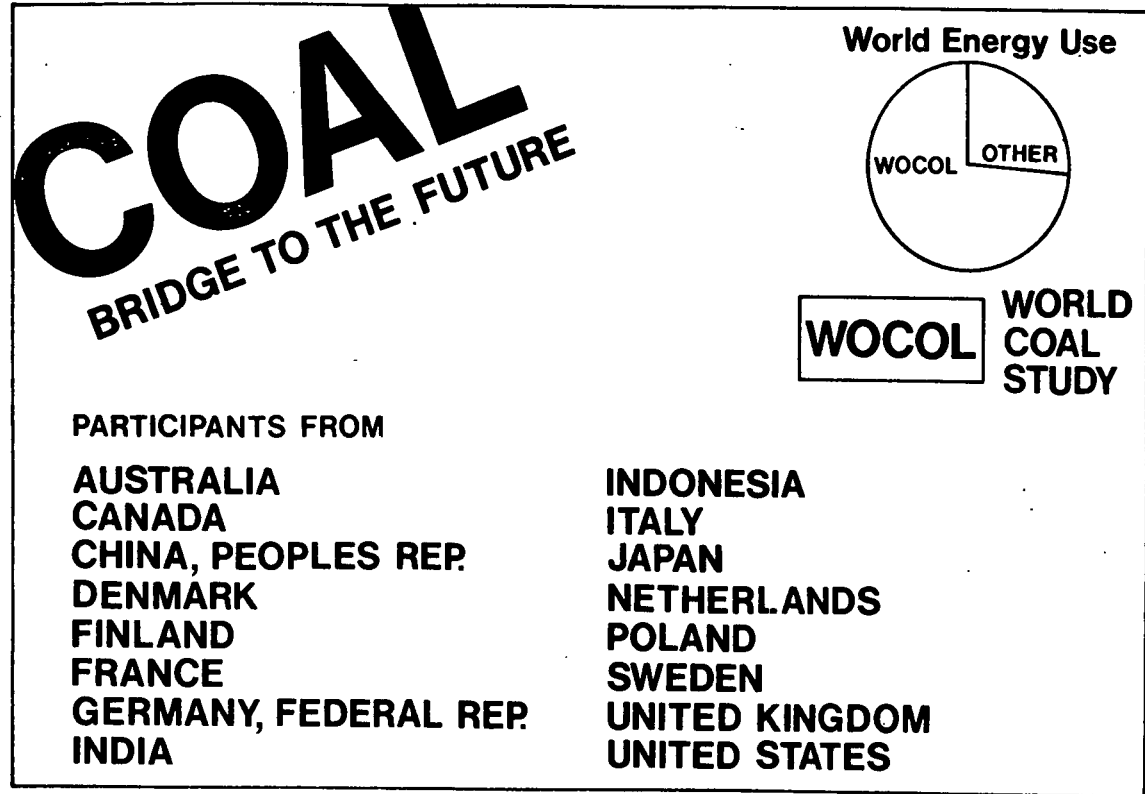 COAL
BRIDGE TO THE FUTURE
World Energy Use
WOCOL
OTHER
WOCOL
WORLD
COAL
STUDY
PARTICIPANTS FROM
AUSTRALIA
CANADA
CHINA, PEOPLES REP.
DENMARK
FINLAND
FRANCE
GERMANY, FEDERAL REP.
INDIA
INDONESIA
ITALY
JAPAN
NETHERLANDS
POLAND
SWEDEN
UNITED KINGDOM
UNITED STATES